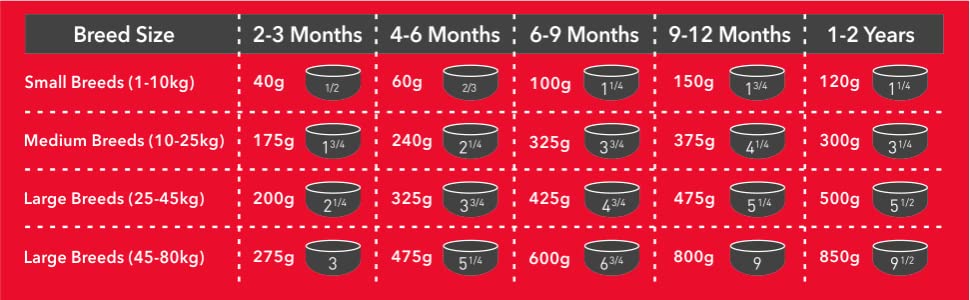 Breed Size 2-3 Months 4-6 Months 6-9 Months 9-12 Months 1-2 Years
Small Breeds (1-10kg) 40g 1/2 60g 2/3 100g 1 1/4 150g 1 3/4 120g 1 1/4
Medium Breeds (10-25kg) 175g 1 3/4 240g 2 1/4 325g 3 3/4 375g 4 1/4 300g 3 1/4
Large Breeds (25-45kg) 200g 2 1/4 325g 3 3/4 425g 4 3/4 475g 5 1/4 500g 5 1/2
Large Breeds (45-80kg) 275g 3 475g 5 1/4 600g 6 3/4 800g 9 850g 9 1/2